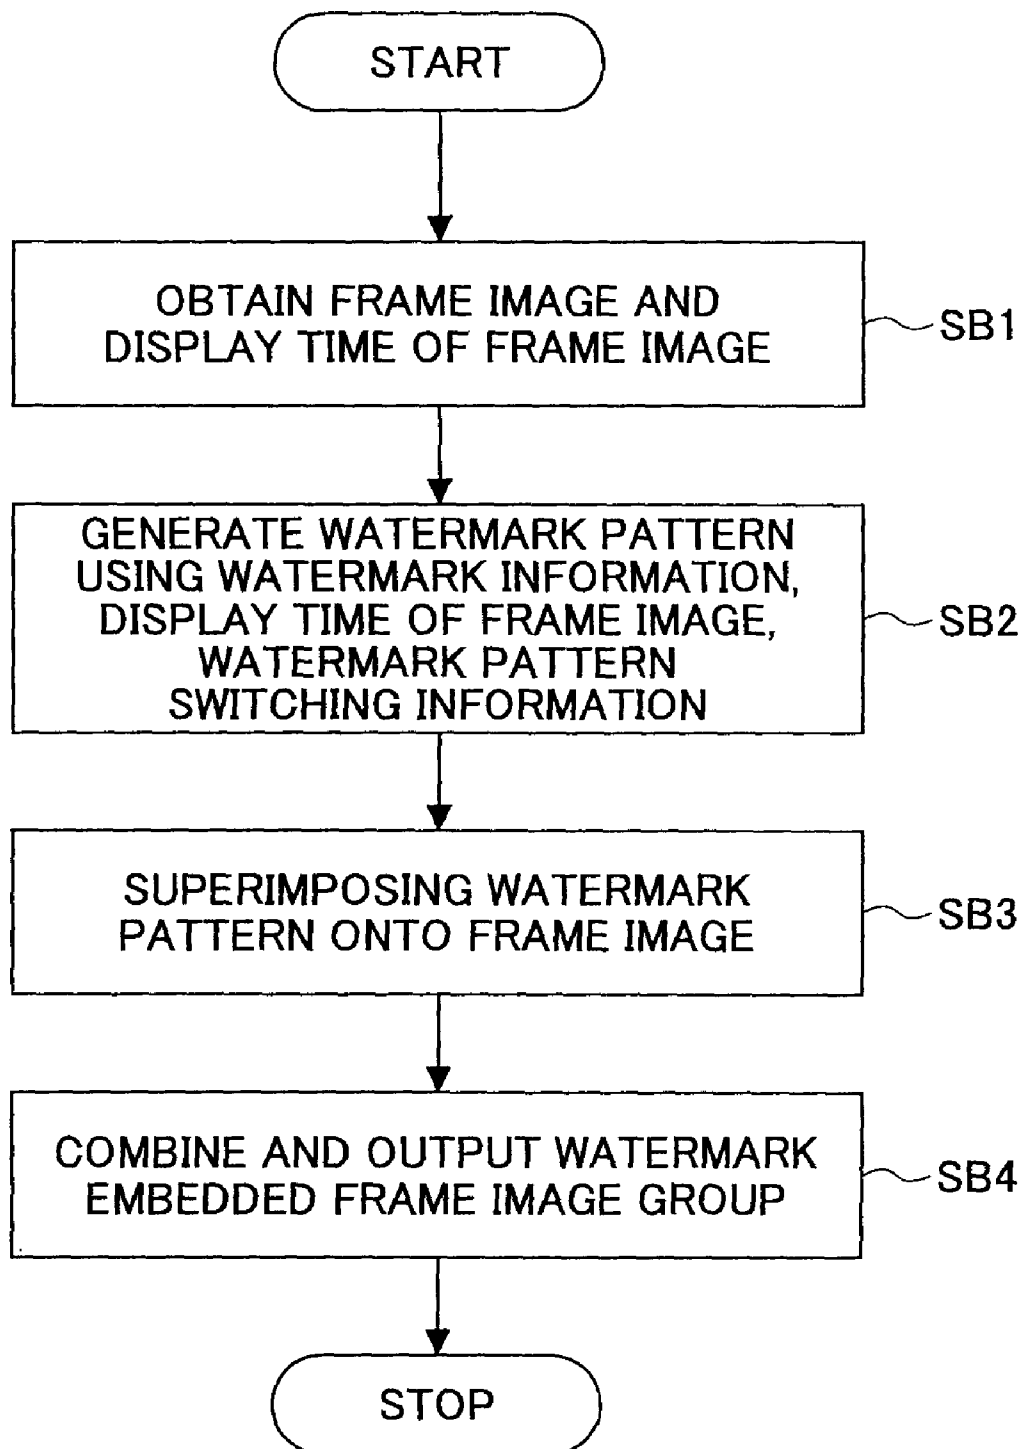 START
OBTAIN FRAME IMAGE AND
DISPLAY TIME OF FRAME IMAGE
SB1
GENERATE WATERMARK PATTERN
USING WATERMARK INFORMATION,
DISPLAY TIME OF FRAME IMAGE,
WATERMARK PATTERN
SWITCHING INFORMATION
SB2
SUPERIMPOSING WATERMARK
PATTERN ONTO FRAME IMAGE
SB3
COMBINE AND OUTPUT WATERMARK
EMBEDDED FRAME IMAGE GROUP
SB4
STOP